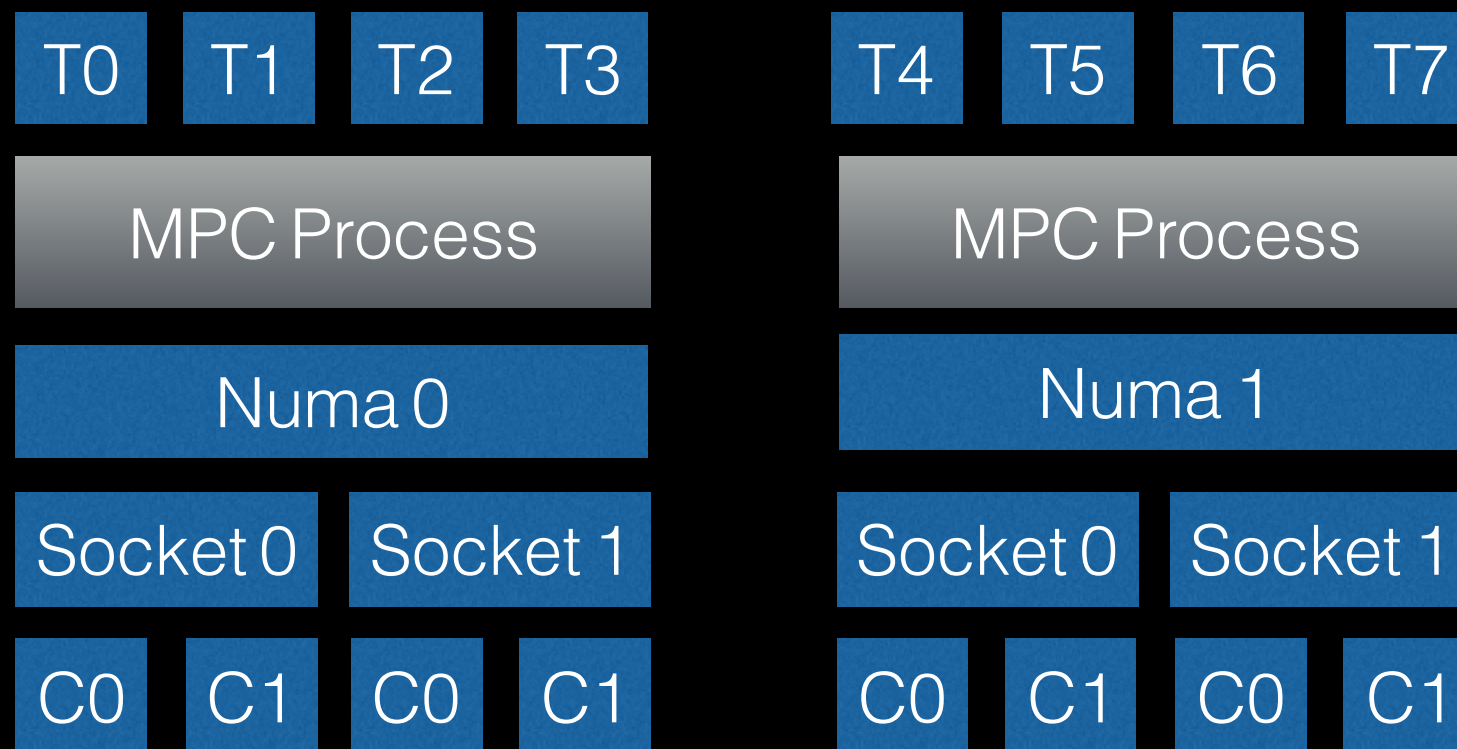 T0 T1 T2 T3 T4 T5 T6 T7
MPC Process MPC Process
Numa 0 Numa 1
Socket 0 Socket 1 Socket 0 Socket 1
C0 C1 C0 C1 C0 C1 C0 C1